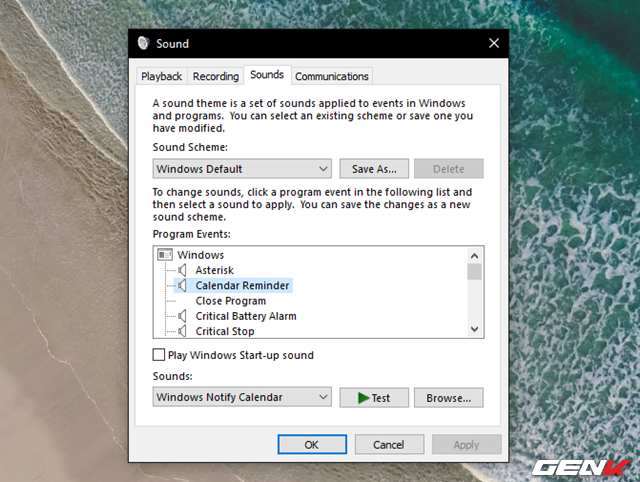 Sound
Playback
Recording
Sounds
Communications
A sound theme is a set of sounds applied to events in Windows
and programs. You can select an existing scheme or save one you
have modified.
Sound Scheme:
Windows Default
Save As...
Delete
To change sounds, click a program event in the following list and
then select a sound to apply. You can save the changes as a new
sound scheme.
Program Events:
Windows
Asterisk
Calendar Reminder
Close Program
Critical Battery Alarm
Critical Stop
Play Windows Start-up sound
Sounds:
Windows Notify Calendar
Test
Browse...
OK
Cancel
Apply
GENK